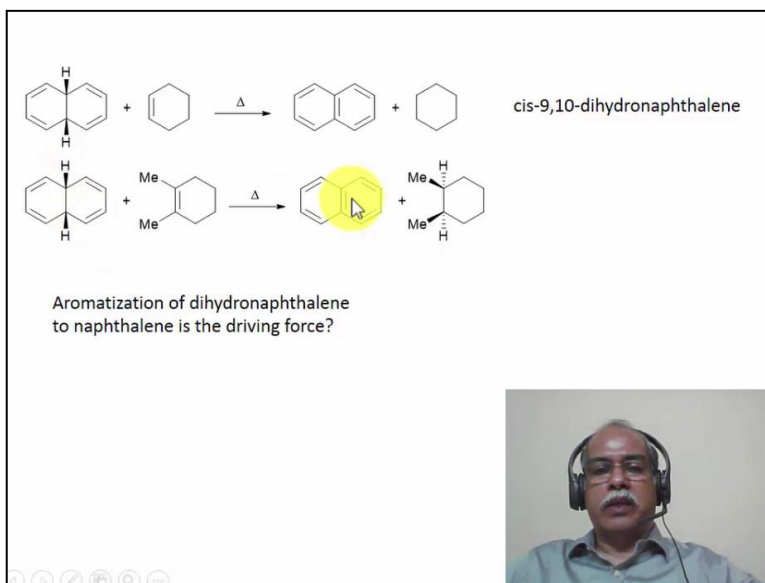 H
H
+
Δ
+
cis-9,10-dihydronaphthalene
H
H
Me
Me
+
Δ
+
H
Me
Me
H
Aromatization of dihydronaphthalene
to naphthalene is the driving force?